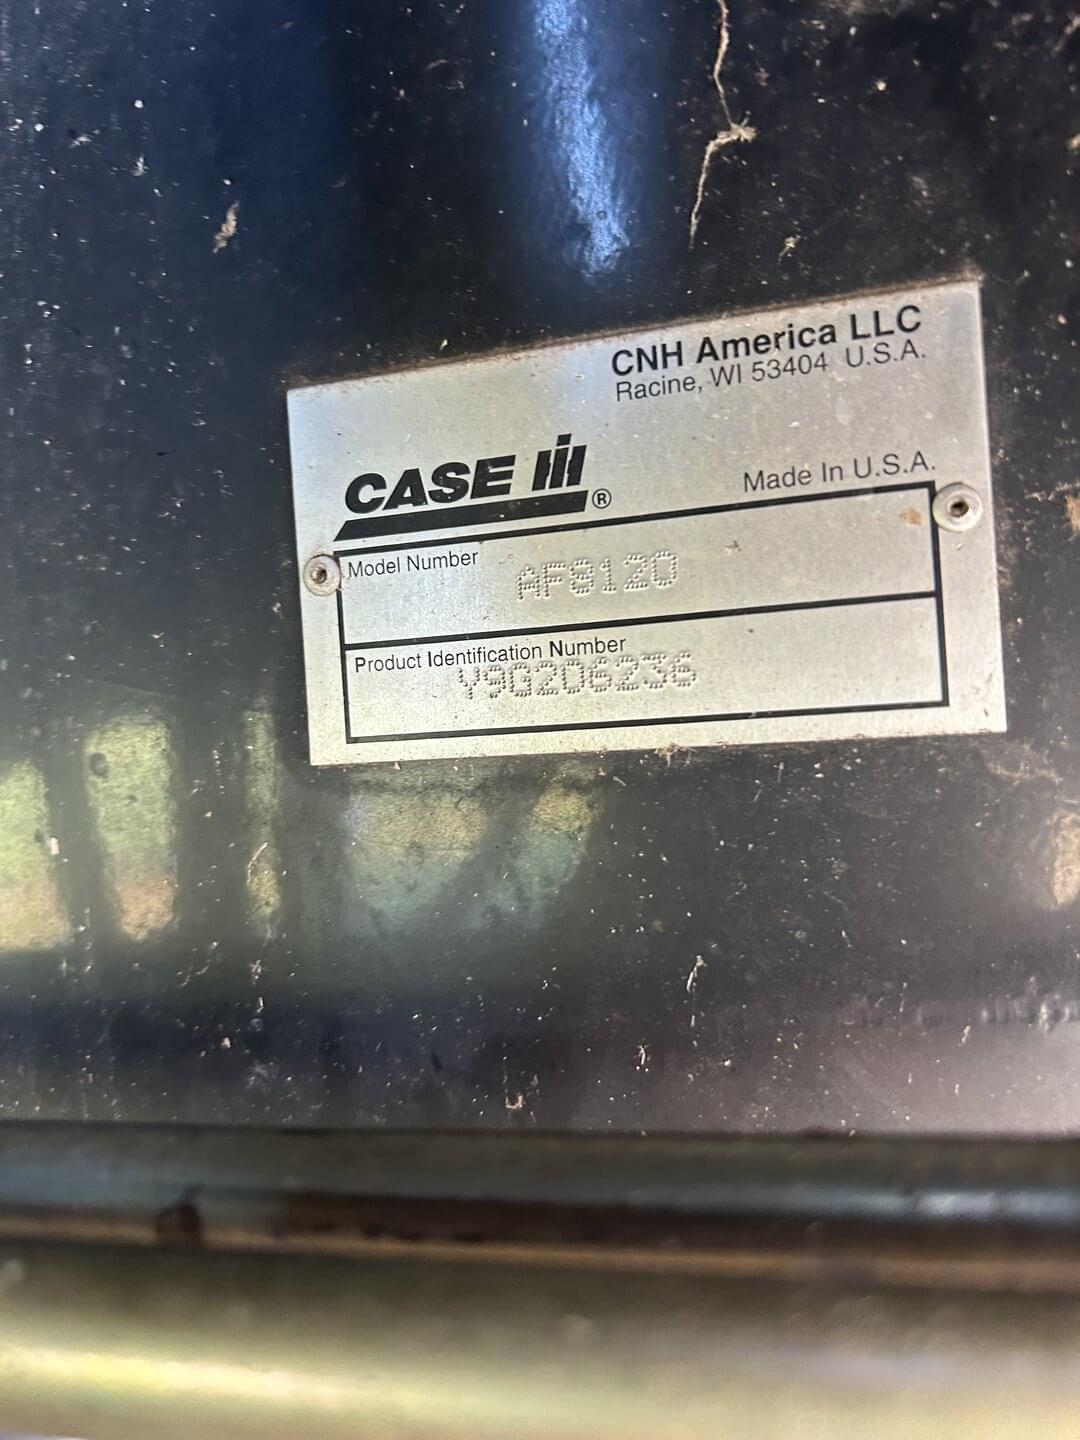 CNH America LLC
Racine, WI 53404 U.S.A.
CASE IH ®
Made In U.S.A.
Model Number AF8120
Product Identification Number
Y9G206236